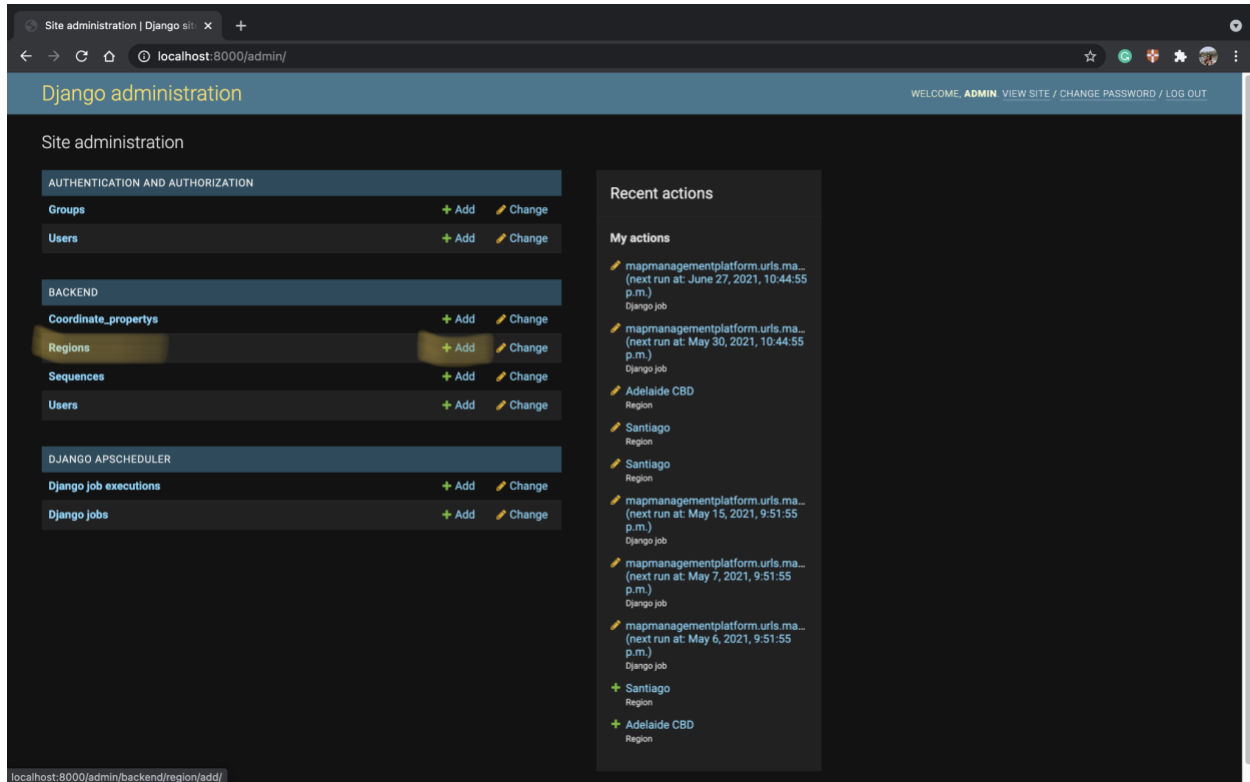 Site administration | Django sit
localhost:8000/admin/
Django administration
WELCOME, ADMIN. VIEW SITE / CHANGE PASSWORD / LOG OUT
Site administration
AUTHENTICATION AND AUTHORIZATION
Groups + Add Change
Users + Add Change
BACKEND
Coordinate_propertys + Add Change
Regions + Add Change
Sequences + Add Change
Users + Add Change
DJANGO APSCHEDULER
Django job executions + Add Change
Django jobs + Add Change
Recent actions
My actions
mapmanagementplatform.urls.ma...
(next run at: June 27, 2021, 10:44:55
p.m.)
Django job
mapmanagementplatform.urls.ma...
(next run at: May 30, 2021, 10:44:55
p.m.)
Django job
Adelaide CBD
Region
Santiago
Region
Santiago
Region
mapmanagementplatform.urls.ma...
(next run at: May 15, 2021, 9:51:55
p.m.)
Django job
mapmanagementplatform.urls.ma...
(next run at: May 7, 2021, 9:51:55
p.m.)
Django job
mapmanagementplatform.urls.ma...
(next run at: May 6, 2021, 9:51:55
p.m.)
Django job
+ Santiago
Region
+ Adelaide CBD
Region
localhost:8000/admin/backend/region/add/